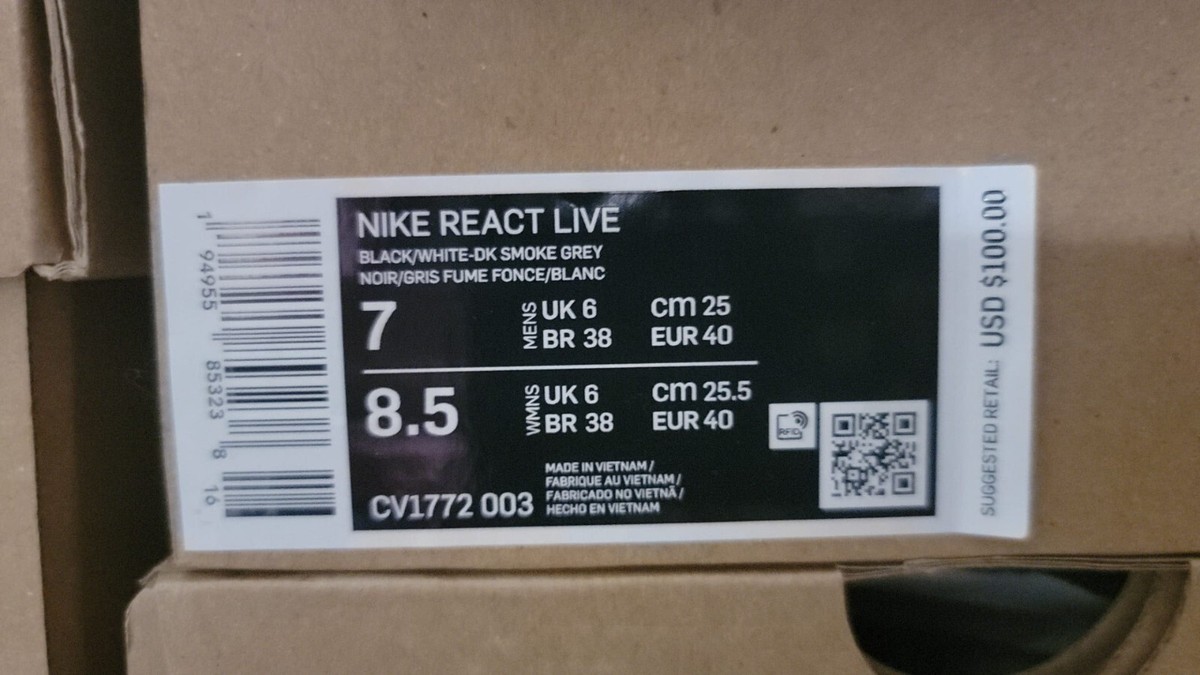 1 94955 85323 8 16
NIKE REACT LIVE
BLACK/WHITE-DK SMOKE GREY
NOIR/GRIS FUME FONCE/BLANC
7 MENS UK 6 cm 25
BR 38 EUR 40
8.5 WMNS UK 6 cm 25.5
BR 38 EUR 40
RFID
CV1772 003
MADE IN VIETNAM /
FABRIQUE AU VIETNAM /
FABRICADO NO VIETNÃ /
HECHO EN VIETNAM
SUGGESTED RETAIL: USD $100.00